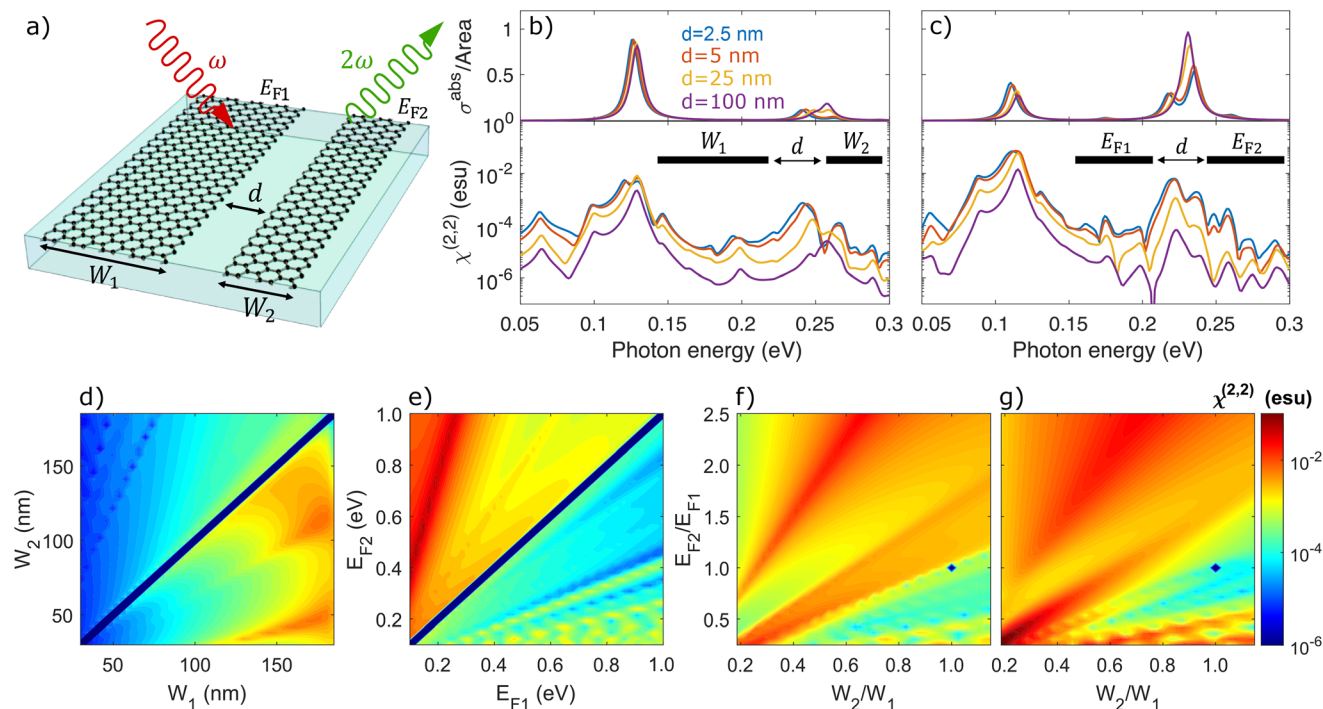 a)
ω
2ω
E_F1
E_F2
d
W_1
W_2
b)
σ^abs/Area
1
0.5
0
d=2.5 nm
d=5 nm
d=25 nm
d=100 nm
χ^(2,2) (esu)
10^0
10^-2
10^-4
10^-6
W_1
d
W_2
0.05 0.1 0.15 0.2 0.25 0.3
Photon energy (eV)
c)
E_F1
d
E_F2
0.05 0.1 0.15 0.2 0.25 0.3
Photon energy (eV)
d)
W_2 (nm)
150
100
50
50 100 150
W_1 (nm)
e)
E_F2 (eV)
1.0
0.8
0.6
0.4
0.2
0.2 0.4 0.6 0.8 1.0
E_F1 (eV)
f)
E_F2/E_F1
2.5
2.0
1.5
1.0
0.5
0.2 0.4 0.6 0.8 1.0
W_2/W_1
g)
χ^(2,2) (esu)
0.2 0.4 0.6 0.8 1.0
W_2/W_1
10^-2
10^-4
10^-6